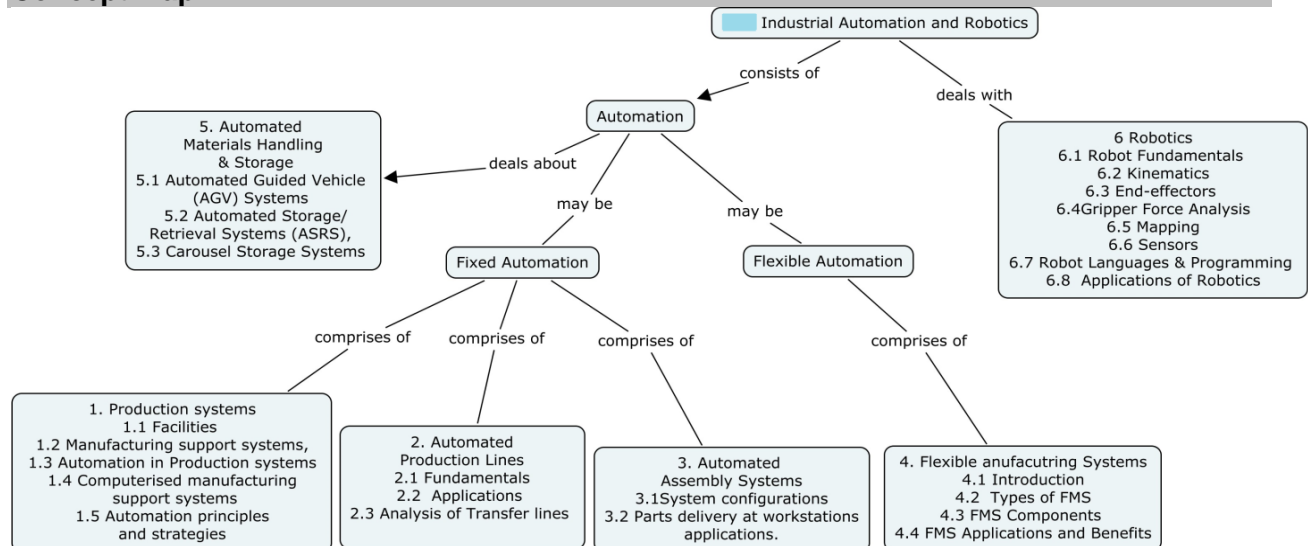 Industrial Automation and Robotics
consists of
deals with
Automation
5. Automated
Materials Handling
& Storage
5.1 Automated Guided Vehicle
(AGV) Systems
5.2 Automated Storage/
Retrieval Systems (ASRS),
5.3 Carousel Storage Systems
deals about
may be
may be
6 Robotics
6.1 Robot Fundamentals
6.2 Kinematics
6.3 End-effectors
6.4Gripper Force Analysis
6.5 Mapping
6.6 Sensors
6.7 Robot Languages & Programming
6.8 Applications of Robotics
Fixed Automation
Flexible Automation
comprises of
comprises of
comprises of
comprises of
1. Production systems
1.1 Facilities
1.2 Manufacturing support systems,
1.3 Automation in Production systems
1.4 Computerised manufacturing
support systems
1.5 Automation principles
and strategies
2. Automated
Production Lines
2.1 Fundamentals
2.2 Applications
2.3 Analysis of Transfer lines
3. Automated
Assembly Systems
3.1System configurations
3.2 Parts delivery at workstations
applications.
4. Flexible anufacutring Systems
4.1 Introduction
4.2 Types of FMS
4.3 FMS Components
4.4 FMS Applications and Benefits